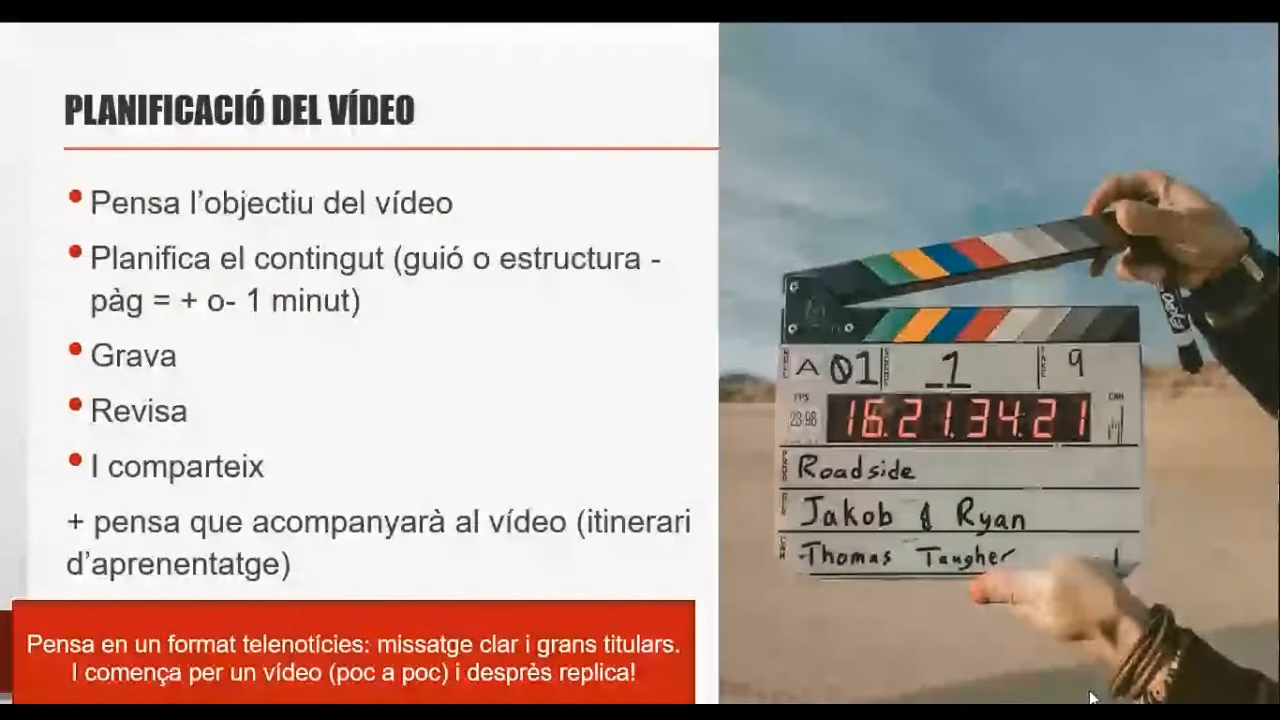 PLANIFICACIÓ DEL VÍDEO
• Pensa l’objectiu del vídeo
• Planifica el contingut (guió o estructura -
pàg = + o- 1 minut)
• Grava
• Revisa
• I comparteix
+ pensa que acompanyarà al vídeo (itinerari
d’aprenentatge)
Pensa en un format telenotícies: missatge clar i grans titulars.
I comença per un vídeo (poc a poc) i desprès replica!
A 01 1 9
FPS
23.98 16.21.34.21
Roadside
Jakob & Ryan
Thomas Taugher